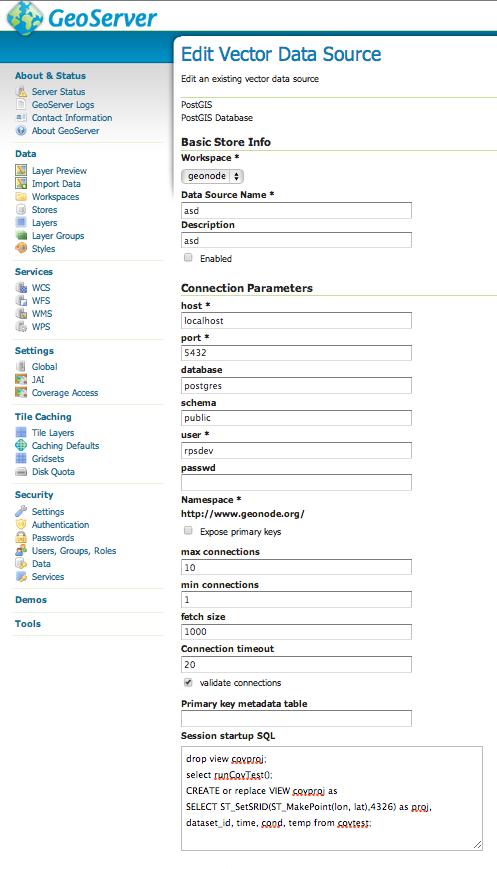 GeoServer
About & Status
Server Status
GeoServer Logs
Contact Information
About GeoServer
Data
Layer Preview
Import Data
Workspaces
Stores
Layers
Layer Groups
Styles
Services
WCS
WFS
WMS
WPS
Settings
Global
JAI
Coverage Access
Tile Caching
Tile Layers
Caching Defaults
Gridsets
Disk Quota
Security
Settings
Authentication
Passwords
Users, Groups, Roles
Data
Services
Demos
Tools
Edit Vector Data Source
Edit an existing vector data source
PostGIS
PostGIS Database
Basic Store Info
Workspace *
geonode
Data Source Name *
asd
Description
asd
Enabled
Connection Parameters
host *
localhost
port *
5432
database
postgres
schema
public
user *
rpsdev
passwd
Namespace *
http://www.geonode.org/
Expose primary keys
max connections
10
min connections
1
fetch size
1000
Connection timeout
20
validate connections
Primary key metadata table
Session startup SQL
drop view covproj;
select runCovTest();
CREATE or replace VIEW covproj as
SELECT ST_SetSRID(ST_MakePoint(lon, lat),4326) as proj,
dataset_id, time, cond, temp from covtest;